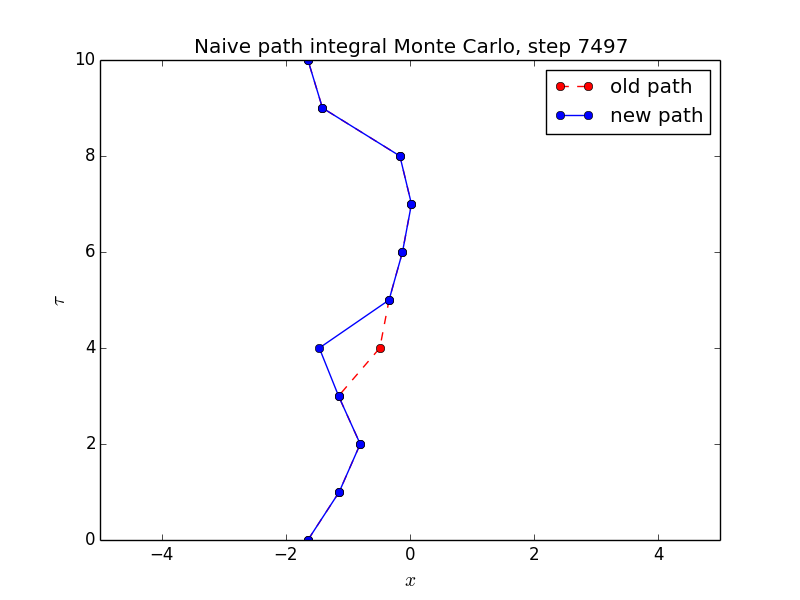 Naive path integral Monte Carlo, step 7497
old path
new path
10
8
6
4
2
0
τ
−4 −2 0 2 4
x